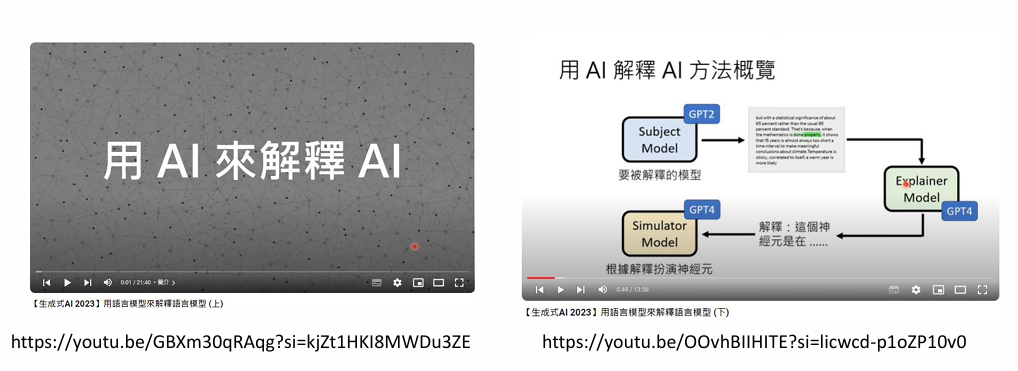 用 AI 來解釋 AI
0:01 / 21:40 • 簡介 >
【生成式AI 2023】用語言模型來解釋語言模型 (上)
https://youtu.be/GBXm30qRAqg?si=kjZt1HKI8MWDu3ZE
用 AI 解釋 AI 方法概覽
GPT2
Subject
Model
要被解釋的模型
but with a statistical significance of about
65 percent rather than the usual 95
percent standard. That's because, when
the mathematics is done properly, it shows
that 15 years is almost always too short a
time interval to make meaningful
conclusions about climate.Temperature is
sticky, correlated to itself, a warm year is
more likely
Explainer
Model
GPT4
解釋：這個神
經元是在 ......
GPT4
Simulator
Model
根據解釋扮演神經元
0:49 / 13:56
【生成式AI 2023】用語言模型來解釋語言模型 (下)
https://youtu.be/OOvhBIIHITE?si=licwcd-p1oZP10v0